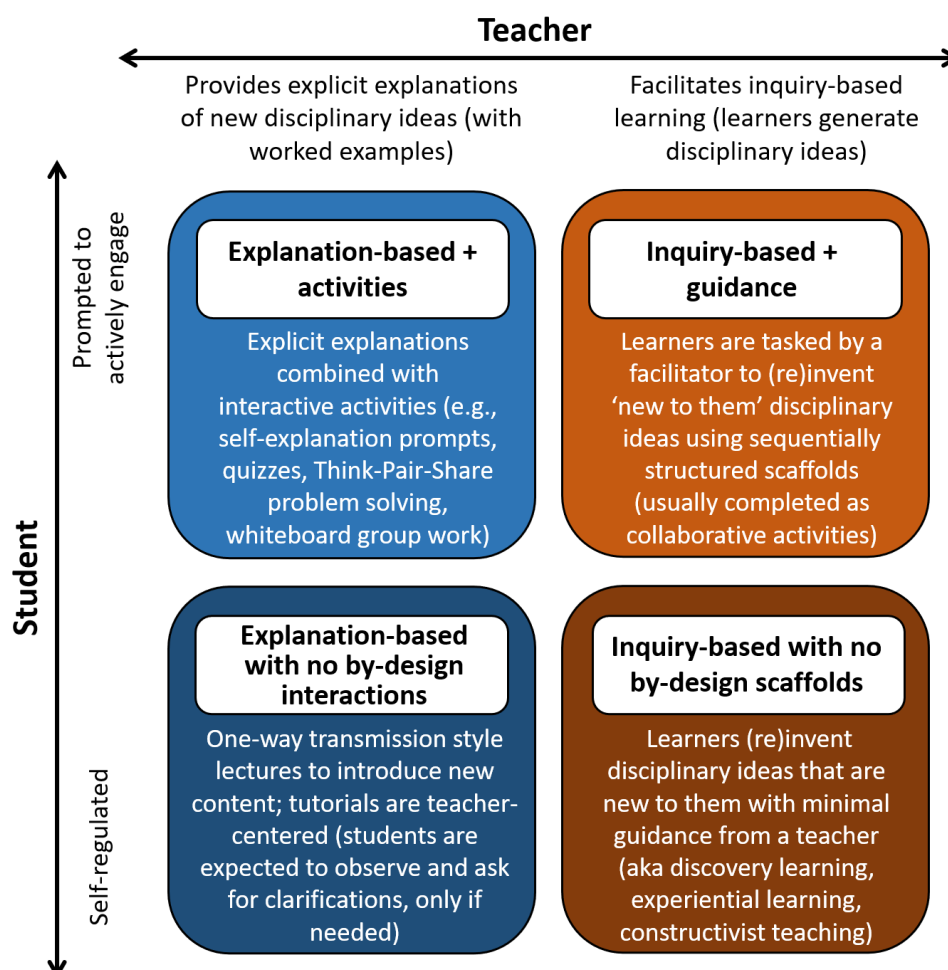 Teacher
Provides explicit explanations
of new disciplinary ideas (with
worked examples)
Facilitates inquiry-based
learning (learners generate
disciplinary ideas)
Student
Prompted to
actively engage
Explanation-based +
activities
Explicit explanations
combined with
interactive activities (e.g.,
self-explanation prompts,
quizzes, Think-Pair-Share
problem solving,
whiteboard group work)
Inquiry-based +
guidance
Learners are tasked by a
facilitator to (re)invent
‘new to them’ disciplinary
ideas using sequentially
structured scaffolds
(usually completed as
collaborative activities)
Self-regulated
Explanation-based
with no by-design
interactions
One-way transmission style
lectures to introduce new
content; tutorials are teacher-
centered (students are
expected to observe and ask
for clarifications, only if
needed)
Inquiry-based with no
by-design scaffolds
Learners (re)invent
disciplinary ideas that are
new to them with minimal
guidance from a teacher
(aka discovery learning,
experiential learning,
constructivist teaching)